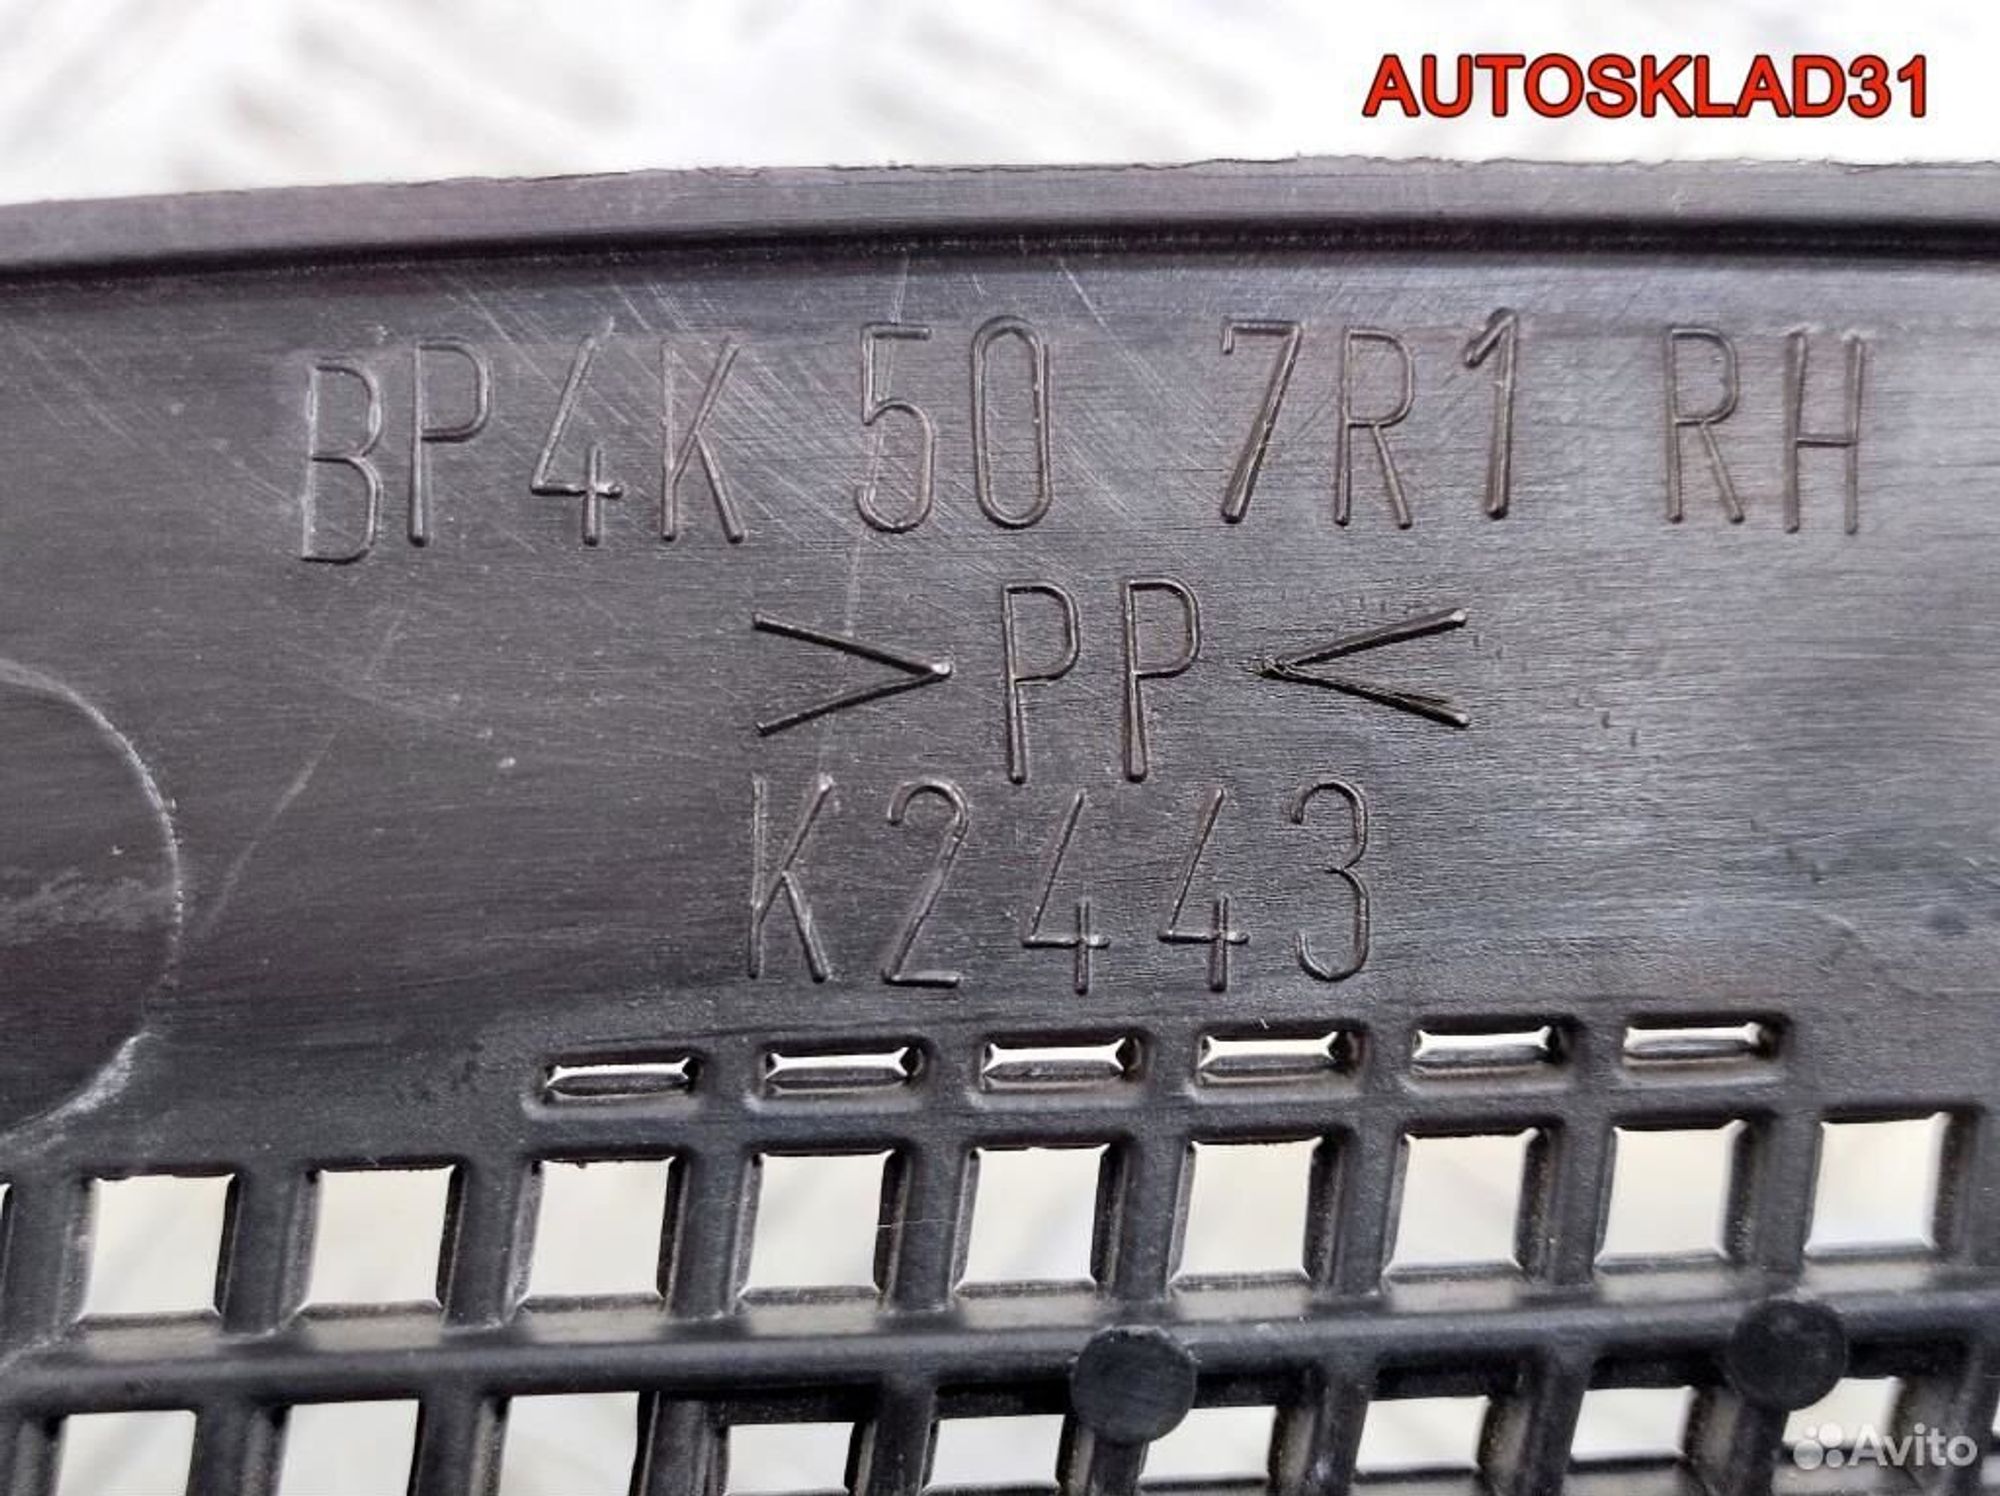 AUTOSKLAD31
BP4K 50 7R1 RH
>PP<
K2443
Avito